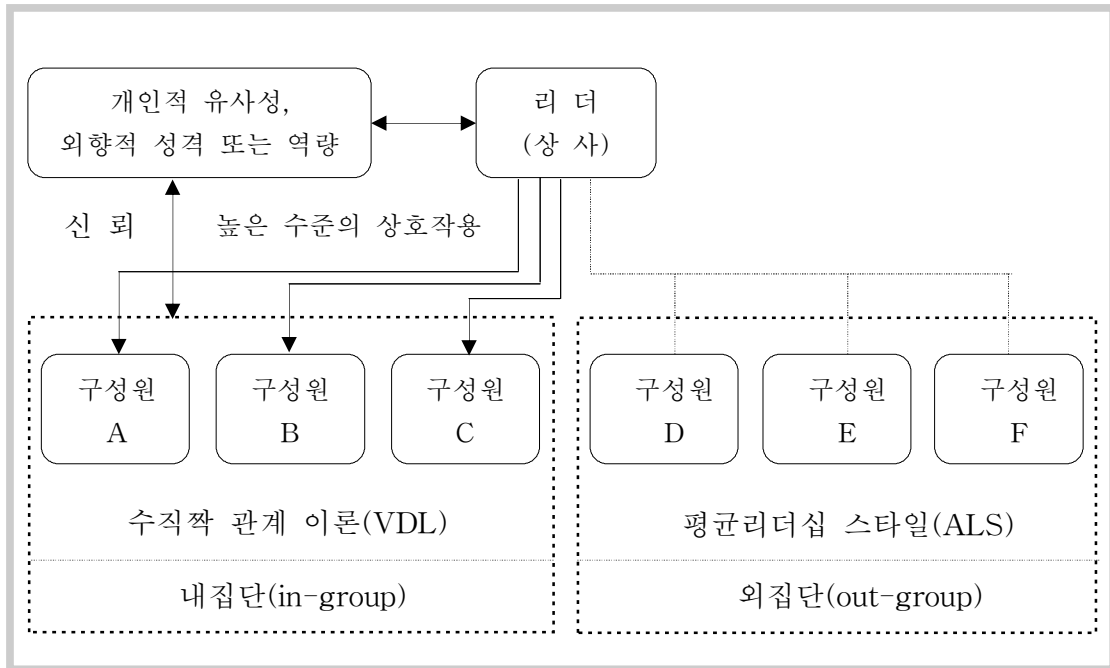 개인적 유사성,
외향적 성격 또는 역량
리 더
(상 사)
신 뢰
높은 수준의 상호작용
구성원
A
구성원
B
구성원
C
구성원
D
구성원
E
구성원
F
수직짝 관계 이론(VDL)
평균리더십 스타일(ALS)
내집단(in-group)
외집단(out-group)